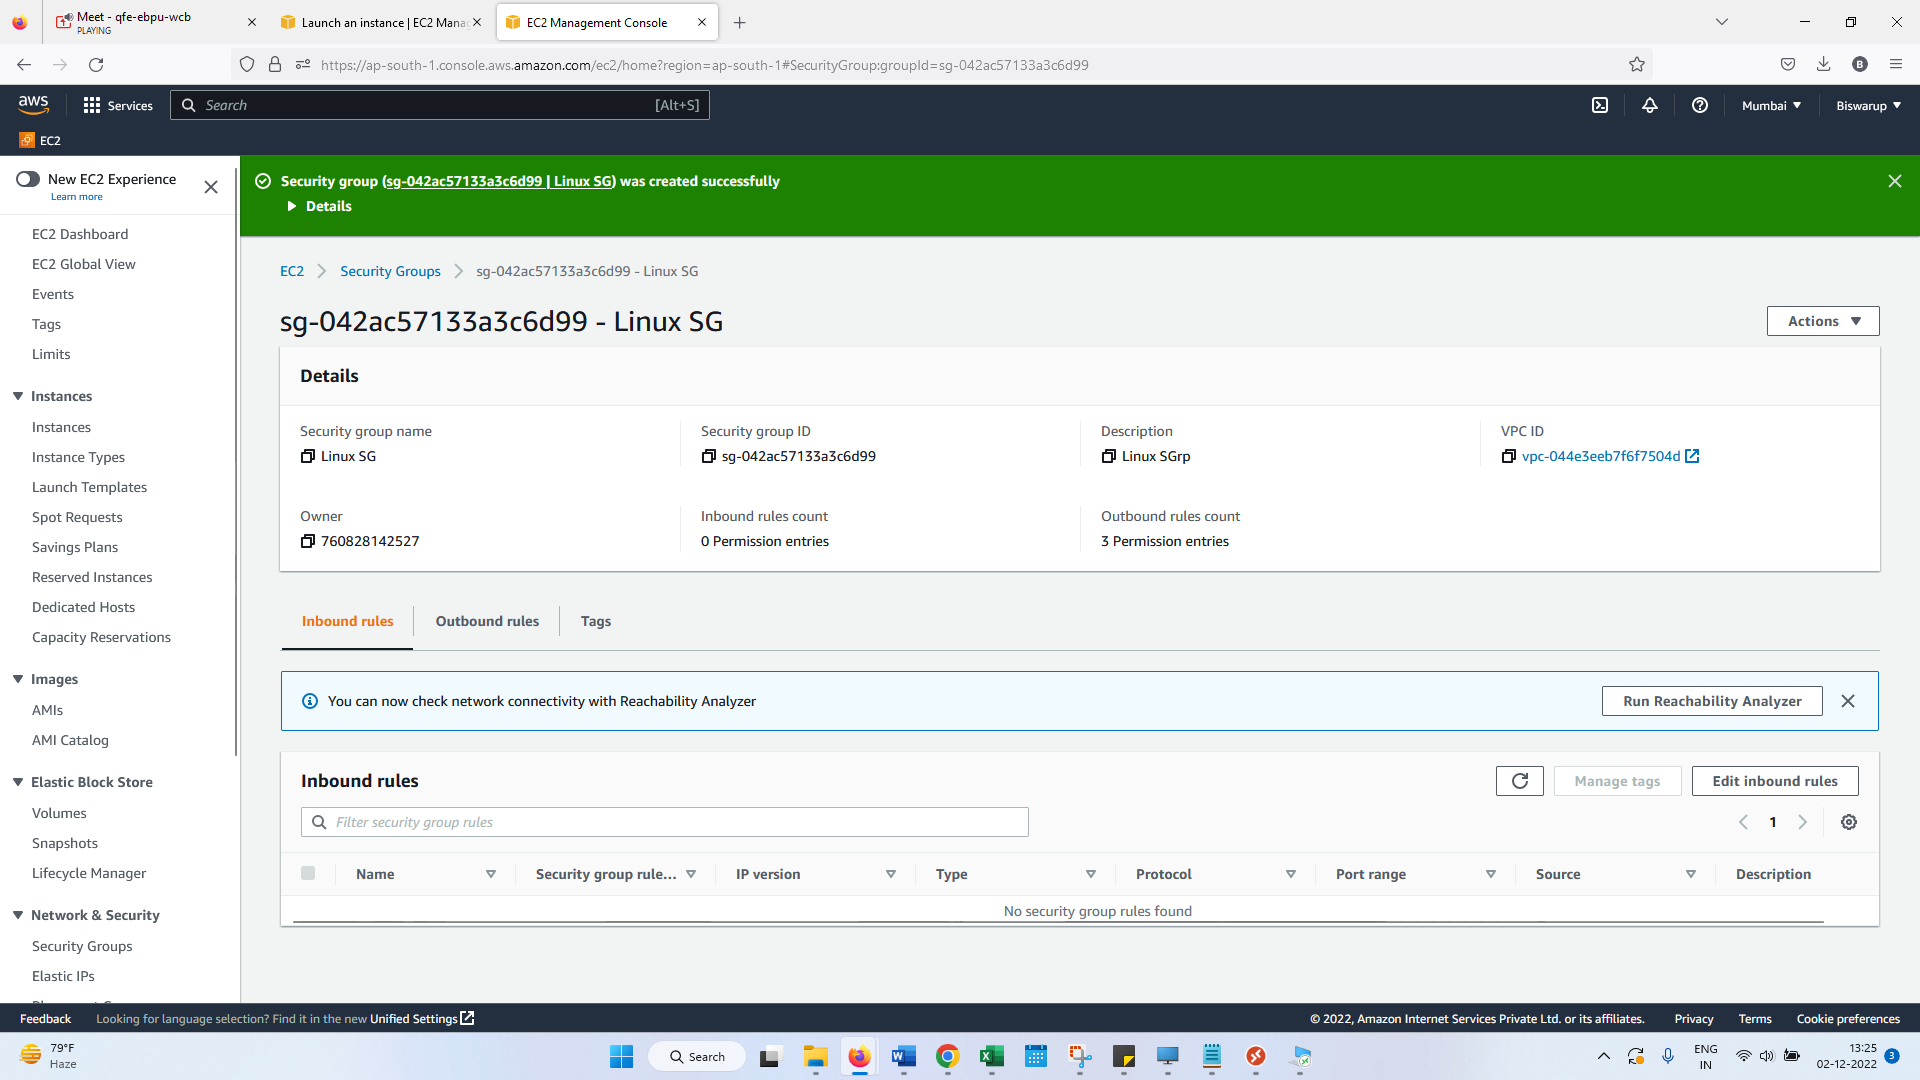 Meet - qfe-ebpu-wcb
PLAYING
Launch an instance | EC2 Mana
EC2 Management Console
https://ap-south-1.console.aws.amazon.com/ec2/home?region=ap-south-1#SecurityGroup:groupId=sg-042ac57133a3c6d99
B
aws
Services
Search
[Alt+S]
Mumbai
Biswarup
EC2
New EC2 Experience
Learn more
EC2 Dashboard
EC2 Global View
Events
Tags
Limits
Instances
Instances
Instance Types
Launch Templates
Spot Requests
Savings Plans
Reserved Instances
Dedicated Hosts
Capacity Reservations
Images
AMIs
AMI Catalog
Elastic Block Store
Volumes
Snapshots
Lifecycle Manager
Network & Security
Security Groups
Elastic IPs
Security group (sg-042ac57133a3c6d99 | Linux SG) was created successfully
Details
EC2
Security Groups
sg-042ac57133a3c6d99 - Linux SG
sg-042ac57133a3c6d99 - Linux SG
Actions
Details
Security group name
Linux SG
Security group ID
sg-042ac57133a3c6d99
Description
Linux SGrp
VPC ID
vpc-044e3eeb7f6f7504d
Owner
760828142527
Inbound rules count
0 Permission entries
Outbound rules count
3 Permission entries
Inbound rules
Outbound rules
Tags
You can now check network connectivity with Reachability Analyzer
Run Reachability Analyzer
Inbound rules
Manage tags
Edit inbound rules
Filter security group rules
1
Name
Security group rule...
IP version
Type
Protocol
Port range
Source
Description
No security group rules found
Feedback
Looking for language selection? Find it in the new Unified Settings
© 2022, Amazon Internet Services Private Ltd. or its affiliates.
Privacy
Terms
Cookie preferences
79°F
Haze
Search
ENG
IN
13:25
02-12-2022
3